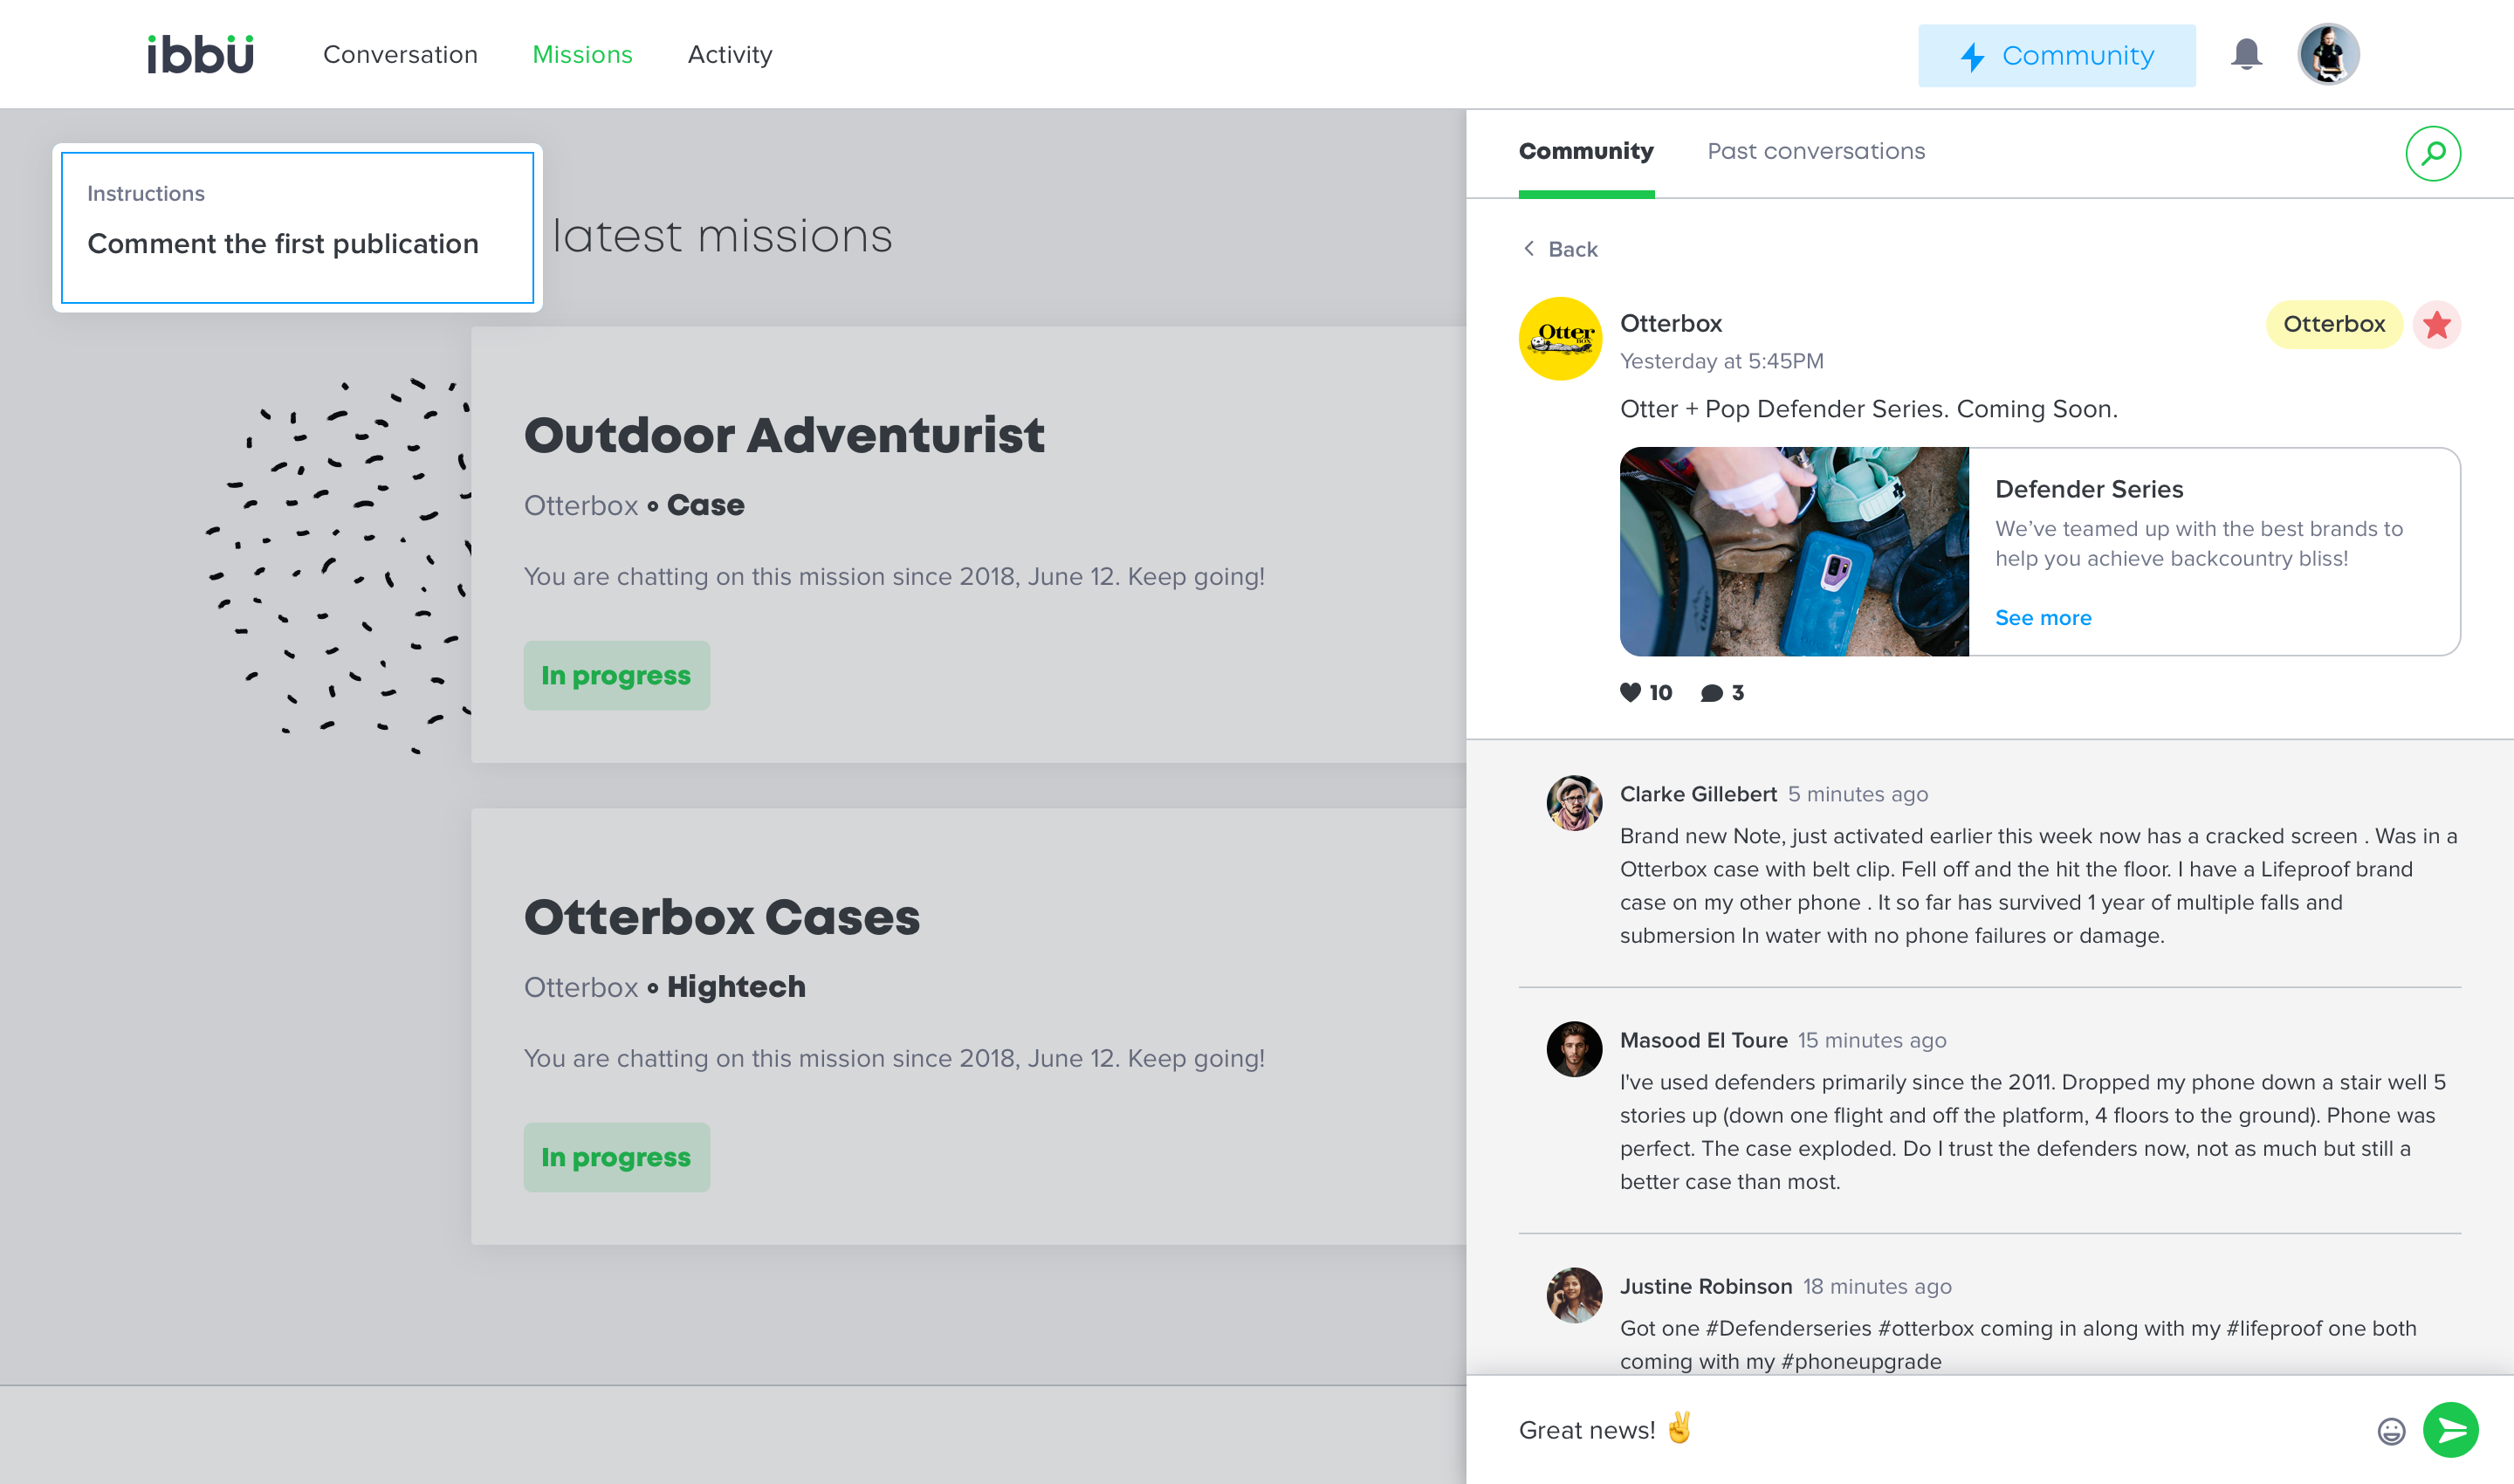 ibbü
Conversation
Missions
Activity
Community
Instructions
Comment the first publication
latest missions
Outdoor Adventurist
Otterbox Case
You are chatting on this mission since 2018, June 12. Keep going!
In progress
Otterbox Cases
Otterbox Hightech
You are chatting on this mission since 2018, June 12. Keep going!
In progress
Community
Past conversations
Back
Otter
BOX
Otterbox
Otterbox
Yesterday at 5:45PM
Otter + Pop Defender Series. Coming Soon.
Defender Series
We’ve teamed up with the best brands to
help you achieve backcountry bliss!
See more
10
3
Clarke Gillebert 5 minutes ago
Brand new Note, just activated earlier this week now has a cracked screen . Was in a
Otterbox case with belt clip. Fell off and the hit the floor. I have a Lifeproof brand
case on my other phone . It so far has survived 1 year of multiple falls and
submersion In water with no phone failures or damage.
Masood El Toure 15 minutes ago
I've used defenders primarily since the 2011. Dropped my phone down a stair well 5
stories up (down one flight and off the platform, 4 floors to the ground). Phone was
perfect. The case exploded. Do I trust the defenders now, not as much but still a
better case than most.
Justine Robinson 18 minutes ago
Got one #Defenderseries #otterbox coming in along with my #lifeproof one both
coming with my #phoneupgrade
Great news! ✌️